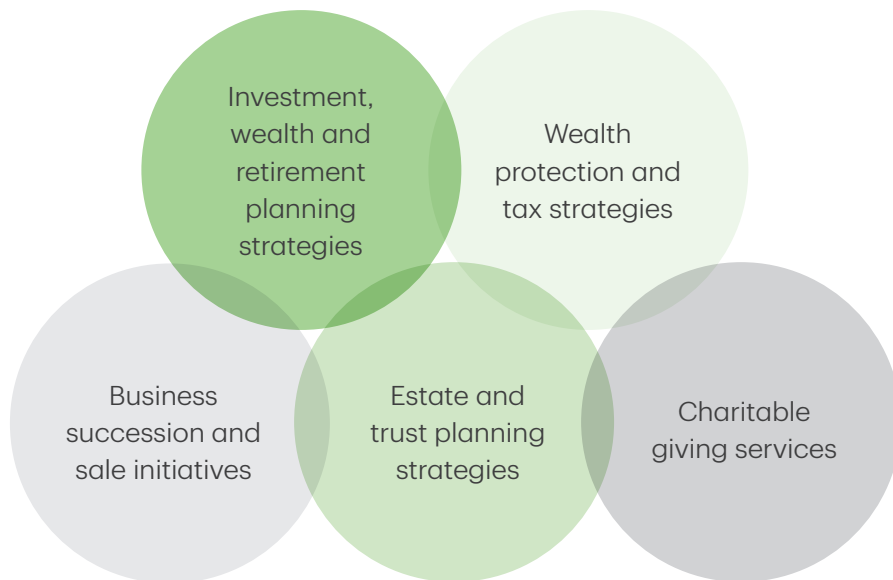 Investment,
wealth and
retirement
planning
strategies
Wealth
protection and
tax strategies
Business
succession and
sale initiatives
Estate and
trust planning
strategies
Charitable
giving services